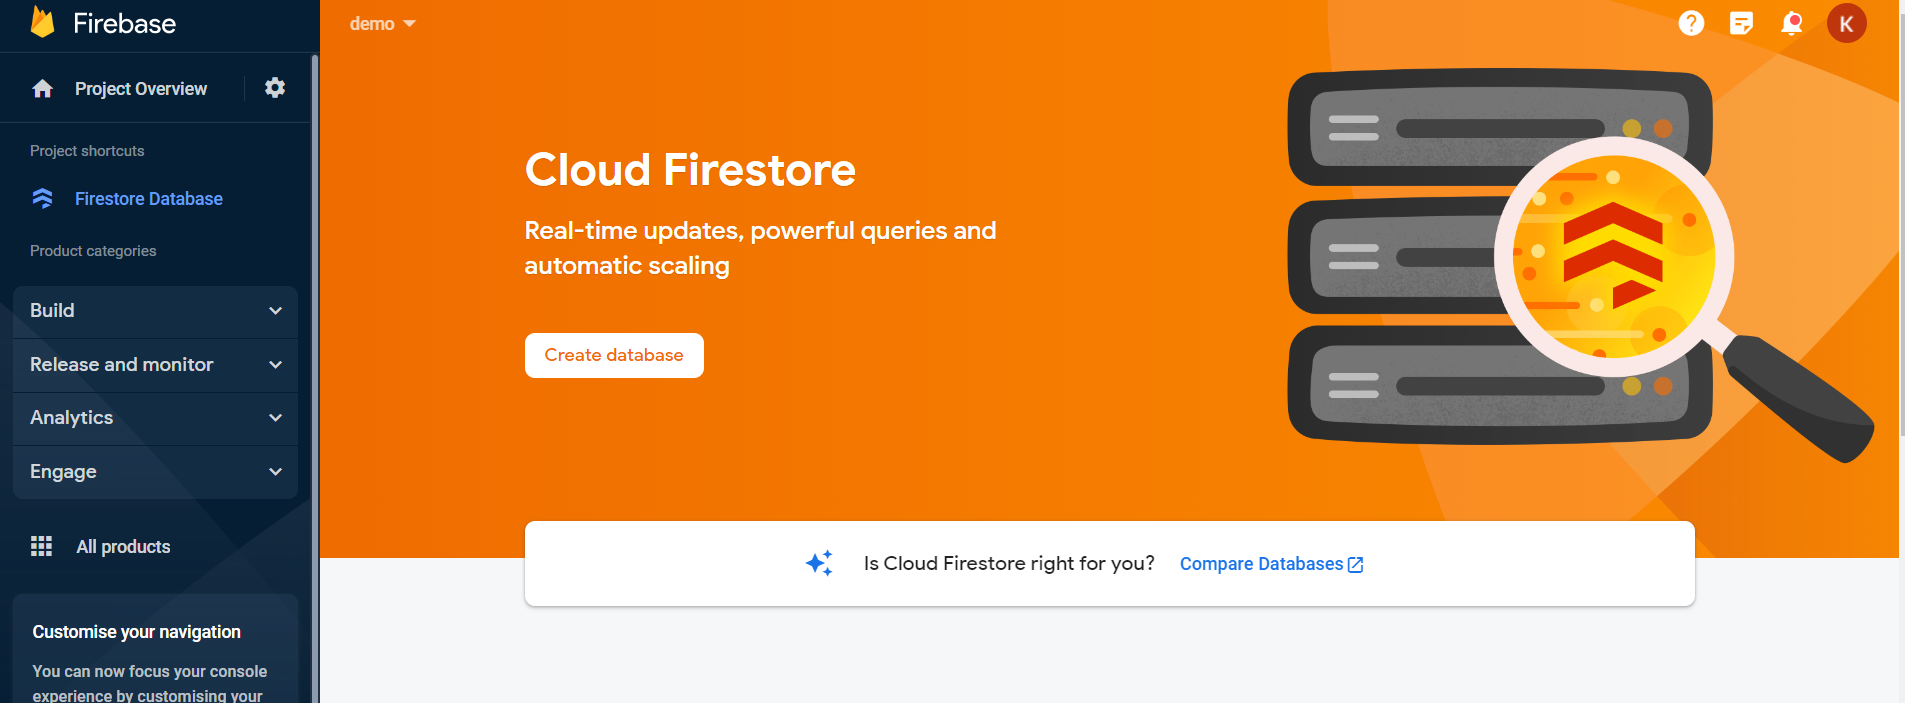 Firebase
Project Overview
Project shortcuts
Firestore Database
Product categories
Build
Release and monitor
Analytics
Engage
All products
Customise your navigation
You can now focus your console
experience by customising your
demo
K
Cloud Firestore
Real-time updates, powerful queries and
automatic scaling
Create database
Is Cloud Firestore right for you? Compare Databases